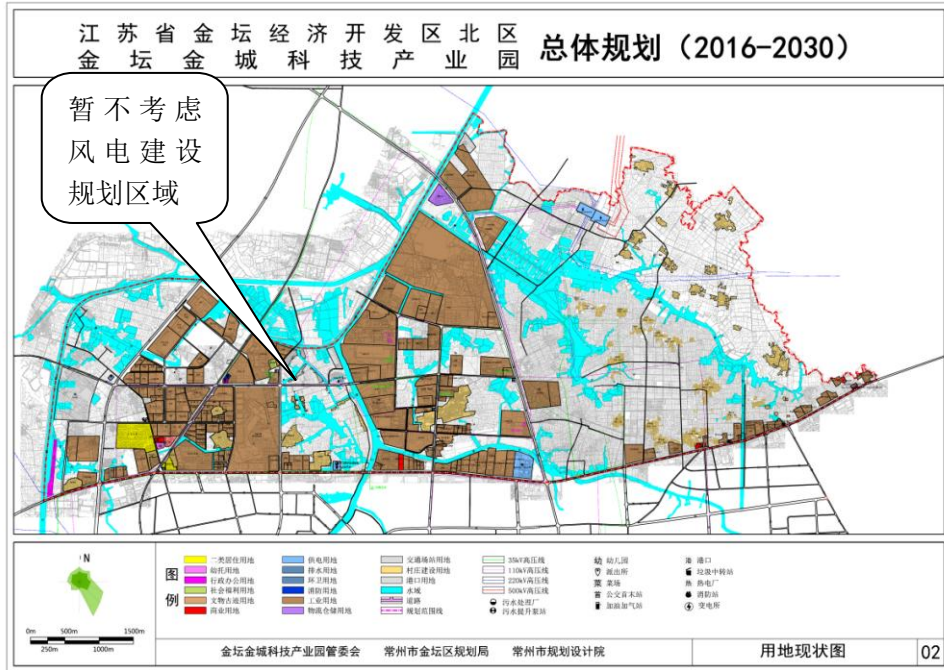 江苏省金坛经济开发区北区
金坛金城科技产业园
总体规划（2016-2030）
暂不考虑
风电建设
规划区域
N
0m 500m 1500m
250m 1000m
图例
二类居住用地
幼托用地
行政办公用地
社会福利用地
文物古迹用地
商业用地
供电用地
排水用地
环卫用地
消防用地
工业用地
物流仓储用地
交通场站用地
村庄建设用地
港口用地
水域
道路
规划范围线
35kV高压线
110kV高压线
220kV高压线
500kV高压线
污水处理厂
污水提升泵站
幼 幼儿园
派出所
菜 菜场
首 公交首末站
加油加气站
港口
垃圾中转站
热 热电厂
消防站
变电所
金坛金城科技产业园管委会 常州市金坛区规划局 常州市规划设计院
用地现状图
02